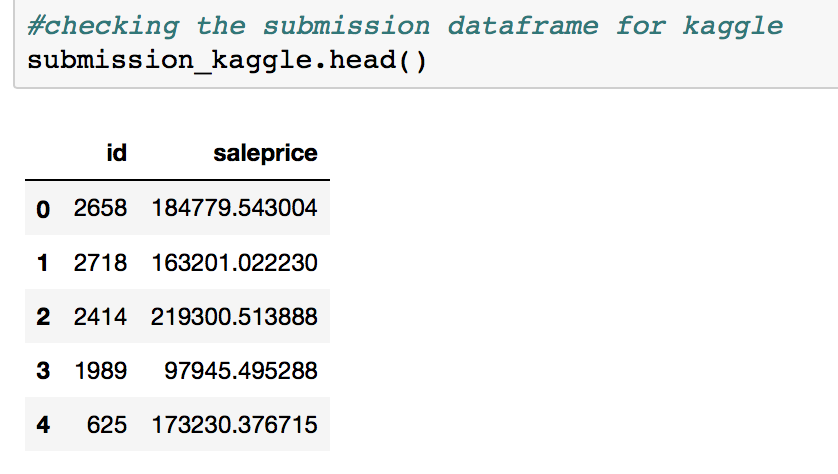 #checking the submission dataframe for kaggle
submission_kaggle.head()
id saleprice
0 2658 184779.543004
1 2718 163201.022230
2 2414 219300.513888
3 1989 97945.495288
4 625 173230.376715